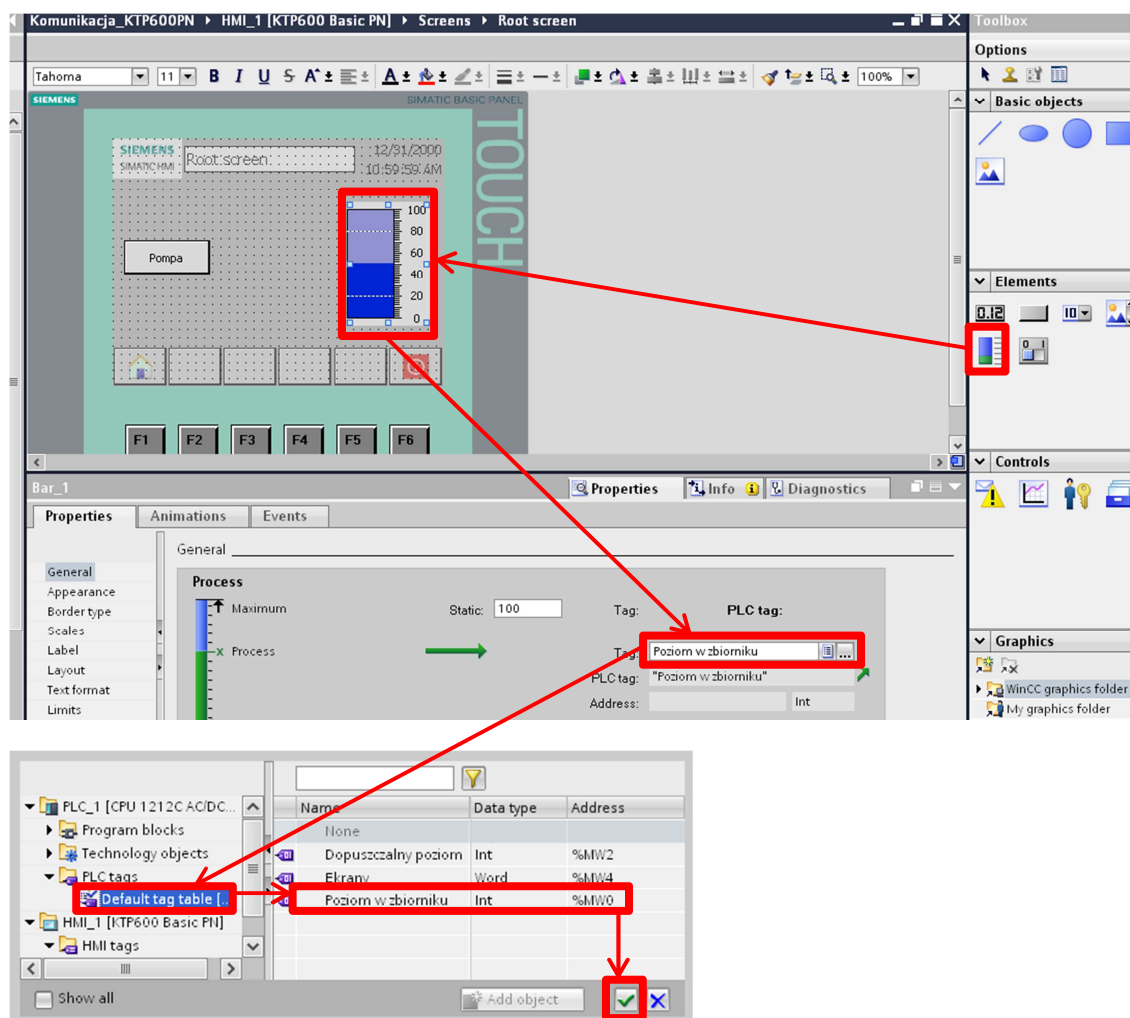 Komunikacja_KTP600PN ▸ HMI_1 [KTP600 Basic PN] ▸ Screens ▸ Root screen
Toolbox
Options
Tahoma 11 B I U S A 100%
Basic objects
SIEMENS SIMATIC BASIC PANEL
TOUCH
SIEMENS
SIMATIC HMI
Root screen
12/31/2000
10:59:59 AM
100
80
60
40
20
0
Pompa
Elements
0.12
10
0 1
F1 F2 F3 F4 F5 F6
Controls
Bar_1
Properties Info Diagnostics
Properties Animations Events
General
General
Appearance
Border type
Scales
Label
Layout
Text format
Limits
Process
Maximum Static: 100 Tag: PLC tag:
Process Tag: Poziom w zbiorniku
PLC tag: "Poziom w zbiorniku"
Address: Int
Graphics
WinCC graphics folder
My graphics folder
Name Data type Address
PLC_1 [CPU 1212C AC/DC...
None
Program blocks
Technology objects
Dopuszczalny poziom Int %MW2
PLC tags
Ekrany Word %MW4
Default tag table [..
Poziom w zbiorniku Int %MW0
HMI_1 [KTP600 Basic PN]
HMI tags
Show all
Add object